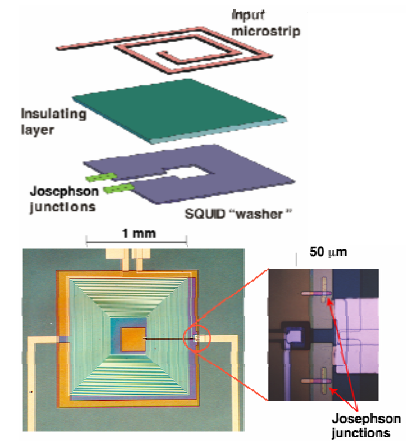 Input
microstrip
Insulating
layer
Josephson
junctions
SQUID "washer"
1 mm
50 μm
Josephson
junctions